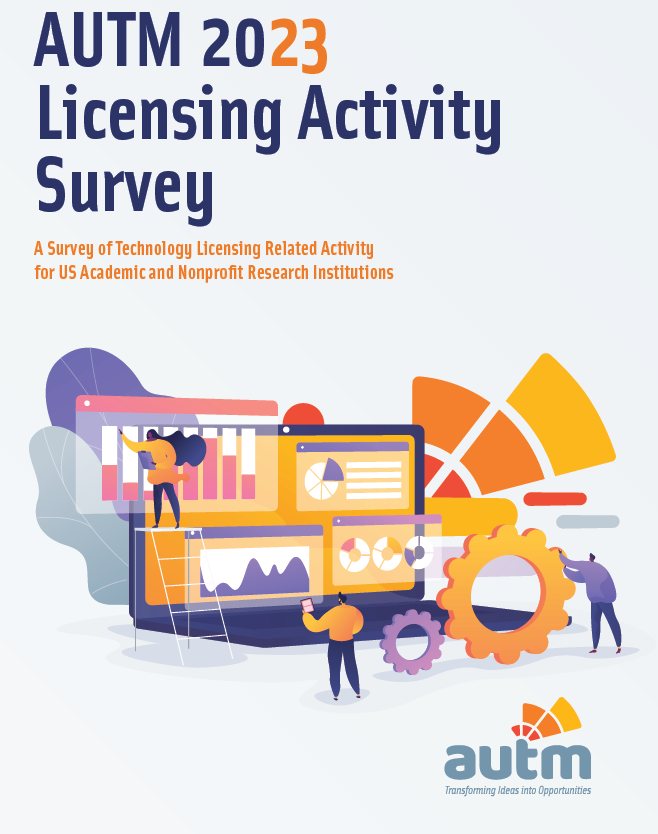 AUTM 2023
Licensing Activity
Survey
A Survey of Technology Licensing Related Activity
for US Academic and Nonprofit Research Institutions
autm
Transforming Ideas into Opportunities